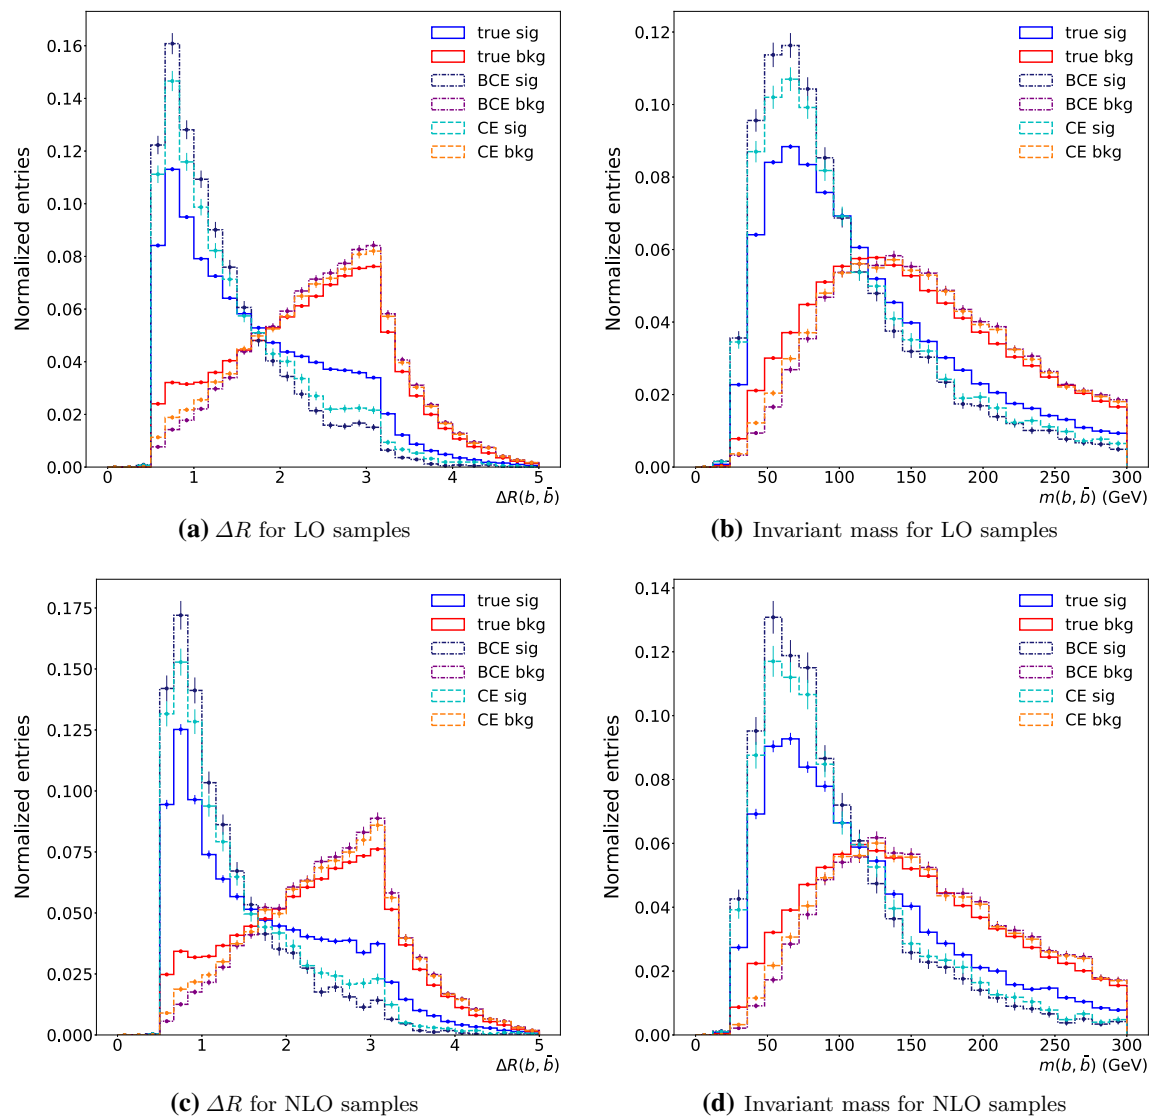 0.16
0.14
0.12
0.10
0.08
0.06
0.04
0.02
0.00
Normalized entries
true sig
true bkg
BCE sig
BCE bkg
CE sig
CE bkg
0 1 2 3 4 5
ΔR(b, b̄)
(a) ΔR for LO samples
0.12
0.10
0.08
0.06
0.04
0.02
0.00
Normalized entries
true sig
true bkg
BCE sig
BCE bkg
CE sig
CE bkg
0 50 100 150 200 250 300
m(b, b̄) (GeV)
(b) Invariant mass for LO samples
0.175
0.150
0.125
0.100
0.075
0.050
0.025
0.000
Normalized entries
true sig
true bkg
BCE sig
BCE bkg
CE sig
CE bkg
0 1 2 3 4 5
ΔR(b, b̄)
(c) ΔR for NLO samples
0.14
0.12
0.10
0.08
0.06
0.04
0.02
0.00
Normalized entries
true sig
true bkg
BCE sig
BCE bkg
CE sig
CE bkg
0 50 100 150 200 250 300
m(b, b̄) (GeV)
(d) Invariant mass for NLO samples